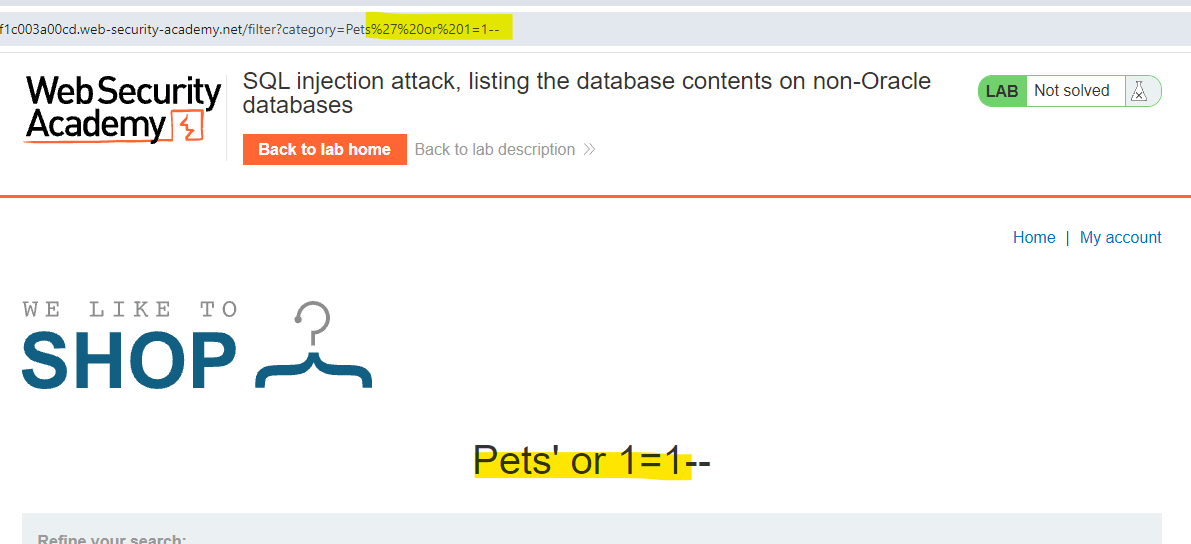 f1c003a00cd.web-security-academy.net/filter?category=Pets%27%20or%201=1--
Web Security
Academy
SQL injection attack, listing the database contents on non-Oracle
databases
Back to lab home
Back to lab description
LAB
Not solved
Home | My account
WE LIKE TO
SHOP
Pets' or 1=1--
Refine your search: